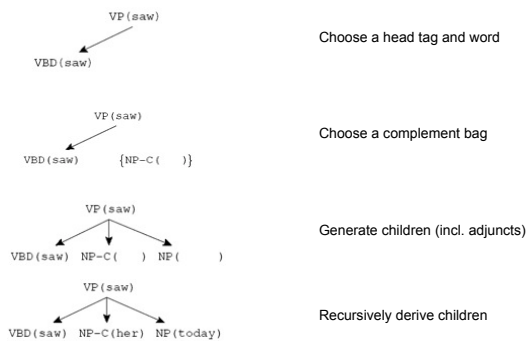 VP(saw)
Choose a head tag and word
VBD(saw)
VP(saw)
Choose a complement bag
VBD(saw) {NP-C( )}
VP(saw)
Generate children (incl. adjuncts)
VBD(saw) NP-C( ) NP( )
VP(saw)
Recursively derive children
VBD(saw) NP-C(her) NP(today)